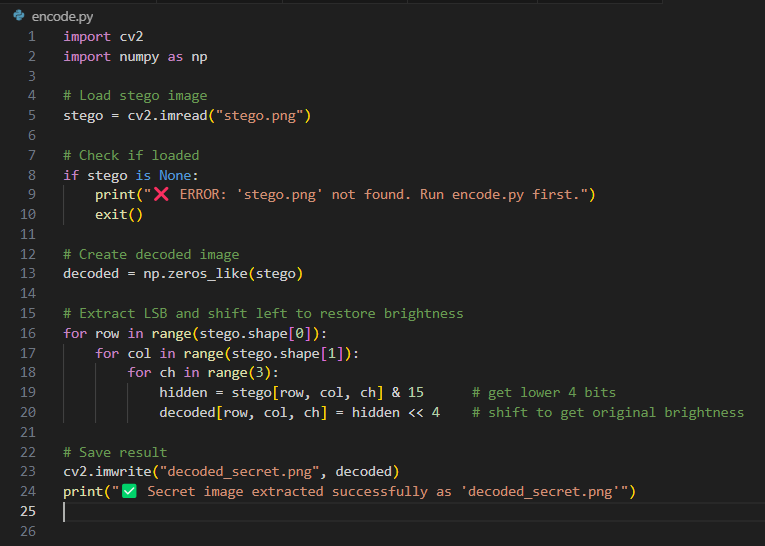 encode.py
1 import cv2
2 import numpy as np
3
4 # Load stego image
5 stego = cv2.imread("stego.png")
6
7 # Check if loaded
8 if stego is None:
9     print("❌ ERROR: 'stego.png' not found. Run encode.py first.")
10     exit()
11
12 # Create decoded image
13 decoded = np.zeros_like(stego)
14
15 # Extract LSB and shift left to restore brightness
16 for row in range(stego.shape[0]):
17     for col in range(stego.shape[1]):
18         for ch in range(3):
19             hidden = stego[row, col, ch] & 15      # get lower 4 bits
20             decoded[row, col, ch] = hidden << 4    # shift to get original brightness
21
22 # Save result
23 cv2.imwrite("decoded_secret.png", decoded)
24 print("✅ Secret image extracted successfully as 'decoded_secret.png'")
25
26